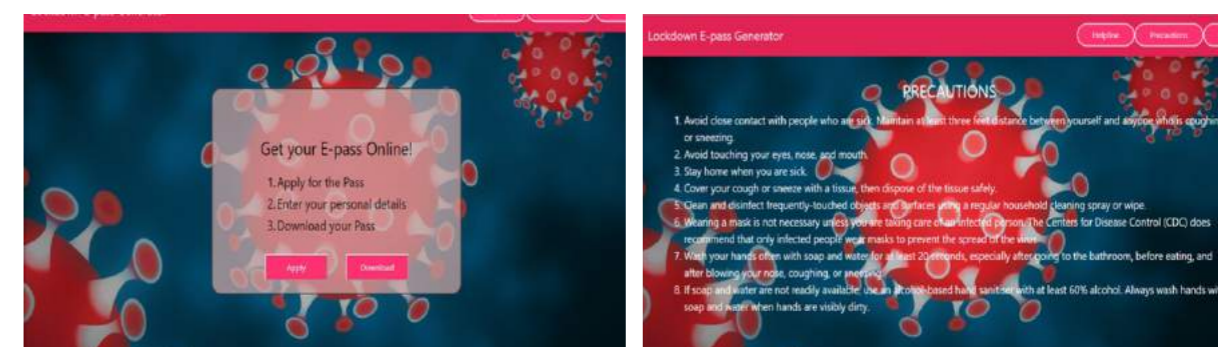 Get your E-pass Online!
1.Apply for the Pass
2.Enter your personal details
3.Download your Pass
Apply
Download
Lockdown E-pass Generator
Helpline
Precautions
PRECAUTIONS
1. Avoid close contact with people who are sick. Maintain at least three feet distance between yourself and anyone who is coughin
or sneezing.
2. Avoid touching your eyes, nose, and mouth.
3. Stay home when you are sick.
4. Cover your cough or sneeze with a tissue, then dispose of the tissue safely.
5. Clean and disinfect frequently-touched objects and surfaces using a regular household cleaning spray or wipe.
6. Wearing a mask is not necessary unless you are taking care of an infected person. The Centers for Disease Control (CDC) does
recommend that only infected people wear masks to prevent the spread of the virus
7. Wash your hands often with soap and water for at least 20 seconds, especially after going to the bathroom, before eating, and
after blowing your nose, coughing, or sneezing.
8. If soap and water are not readily available, use an alcohol-based hand sanitiser with at least 60% alcohol. Always wash hands wi
soap and water when hands are visibly dirty.